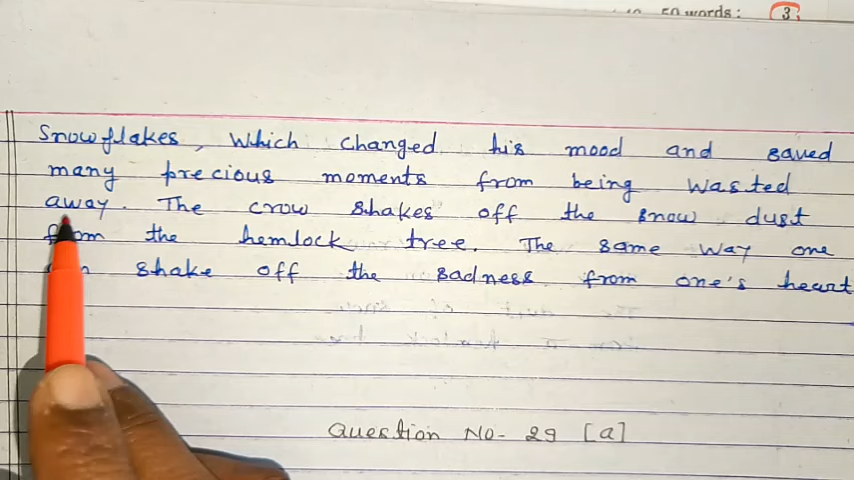 50 words: 3
Snowflakes, which changed his mood and saved
many precious moments from being wasted
away. The crow shakes off the snow dust
from the hemlock tree. The same way one
shake off the sadness from one's heart
Question No- 29 [a]